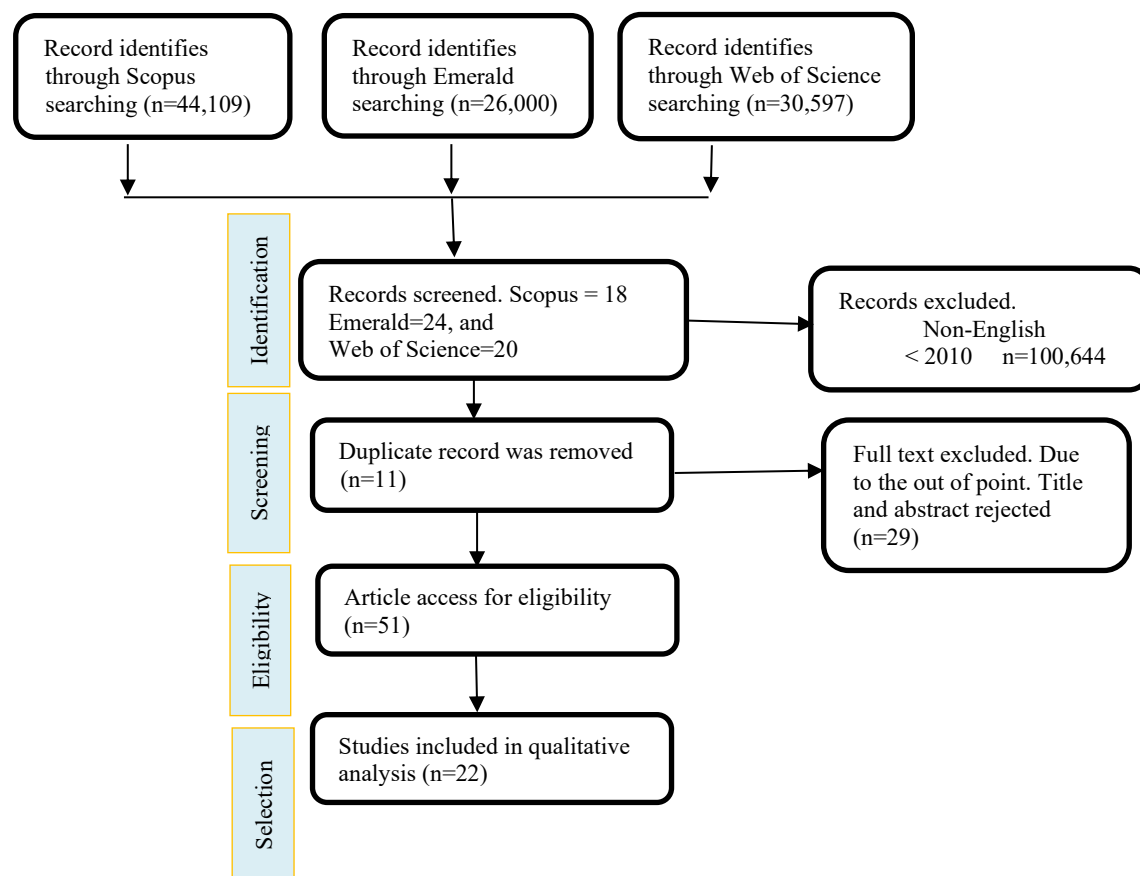 Record identifies
through Scopus
searching (n=44,109)
Record identifies
through Emerald
searching (n=26,000)
Record identifies
through Web of Science
searching (n=30,597)
Identification
Records screened. Scopus = 18
Emerald=24, and
Web of Science=20
Records excluded.
Non-English
< 2010 n=100,644
Screening
Duplicate record was removed
(n=11)
Full text excluded. Due
to the out of point. Title
and abstract rejected
(n=29)
Eligibility
Article access for eligibility
(n=51)
Selection
Studies included in qualitative
analysis (n=22)